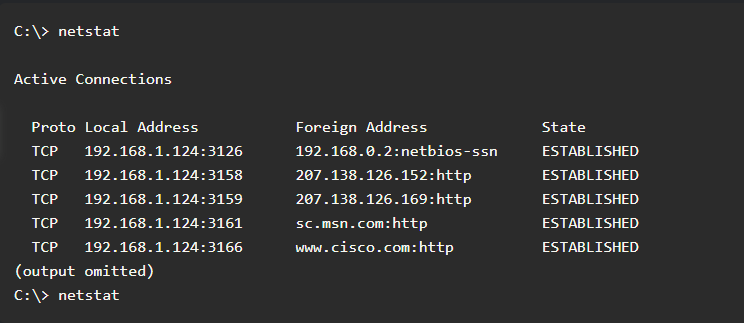 C:\> netstat
Active Connections
Proto Local Address Foreign Address State
TCP 192.168.1.124:3126 192.168.0.2:netbios-ssn ESTABLISHED
TCP 192.168.1.124:3158 207.138.126.152:http ESTABLISHED
TCP 192.168.1.124:3159 207.138.126.169:http ESTABLISHED
TCP 192.168.1.124:3161 sc.msn.com:http ESTABLISHED
TCP 192.168.1.124:3166 www.cisco.com:http ESTABLISHED
(output omitted)
C:\> netstat